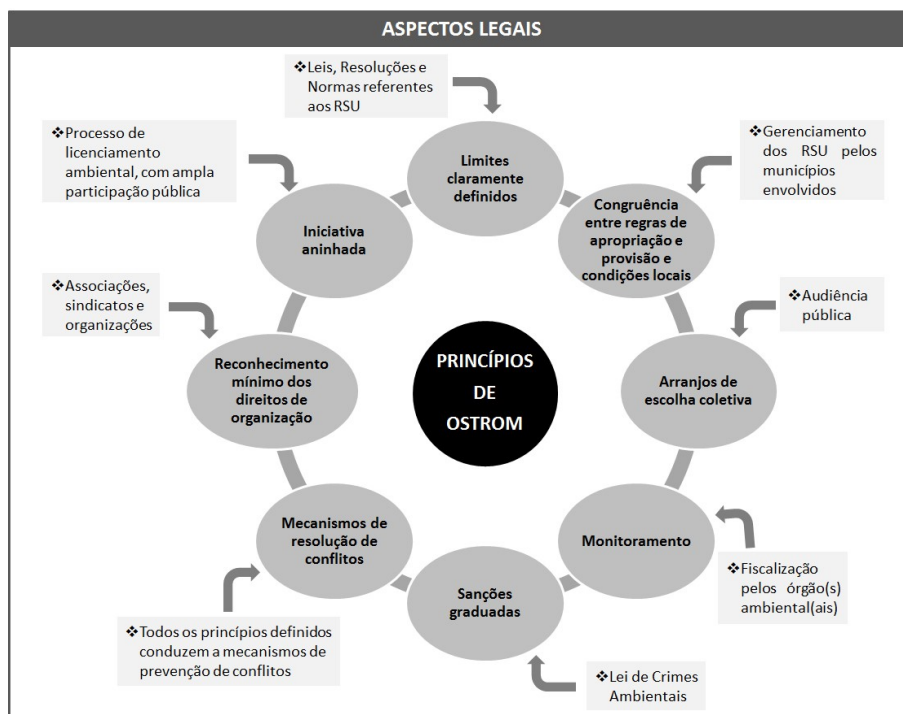 ASPECTOS LEGAIS
❖Leis, Resoluções e
Normas referentes
aos RSU
Limites
claramente
definidos
❖Gerenciamento
dos RSU pelos
municípios
envolvidos
Congruência
entre regras de
apropriação e
provisão e
condições locais
❖Audiência
pública
Arranjos de
escolha coletiva
❖Fiscalização
pelos órgão(s)
ambiental(ais)
Monitoramento
❖Lei de Crimes
Ambientais
Sanções
graduadas
❖Todos os princípios definidos
conduzem a mecanismos de
prevenção de conflitos
Mecanismos de
resolução de
conflitos
❖Associações,
sindicatos e
organizações
Reconhecimento
mínimo dos
direitos de
organização
❖Processo de
licenciamento
ambiental, com ampla
participação pública
Iniciativa
aninhada
PRINCÍPIOS
DE
OSTROM